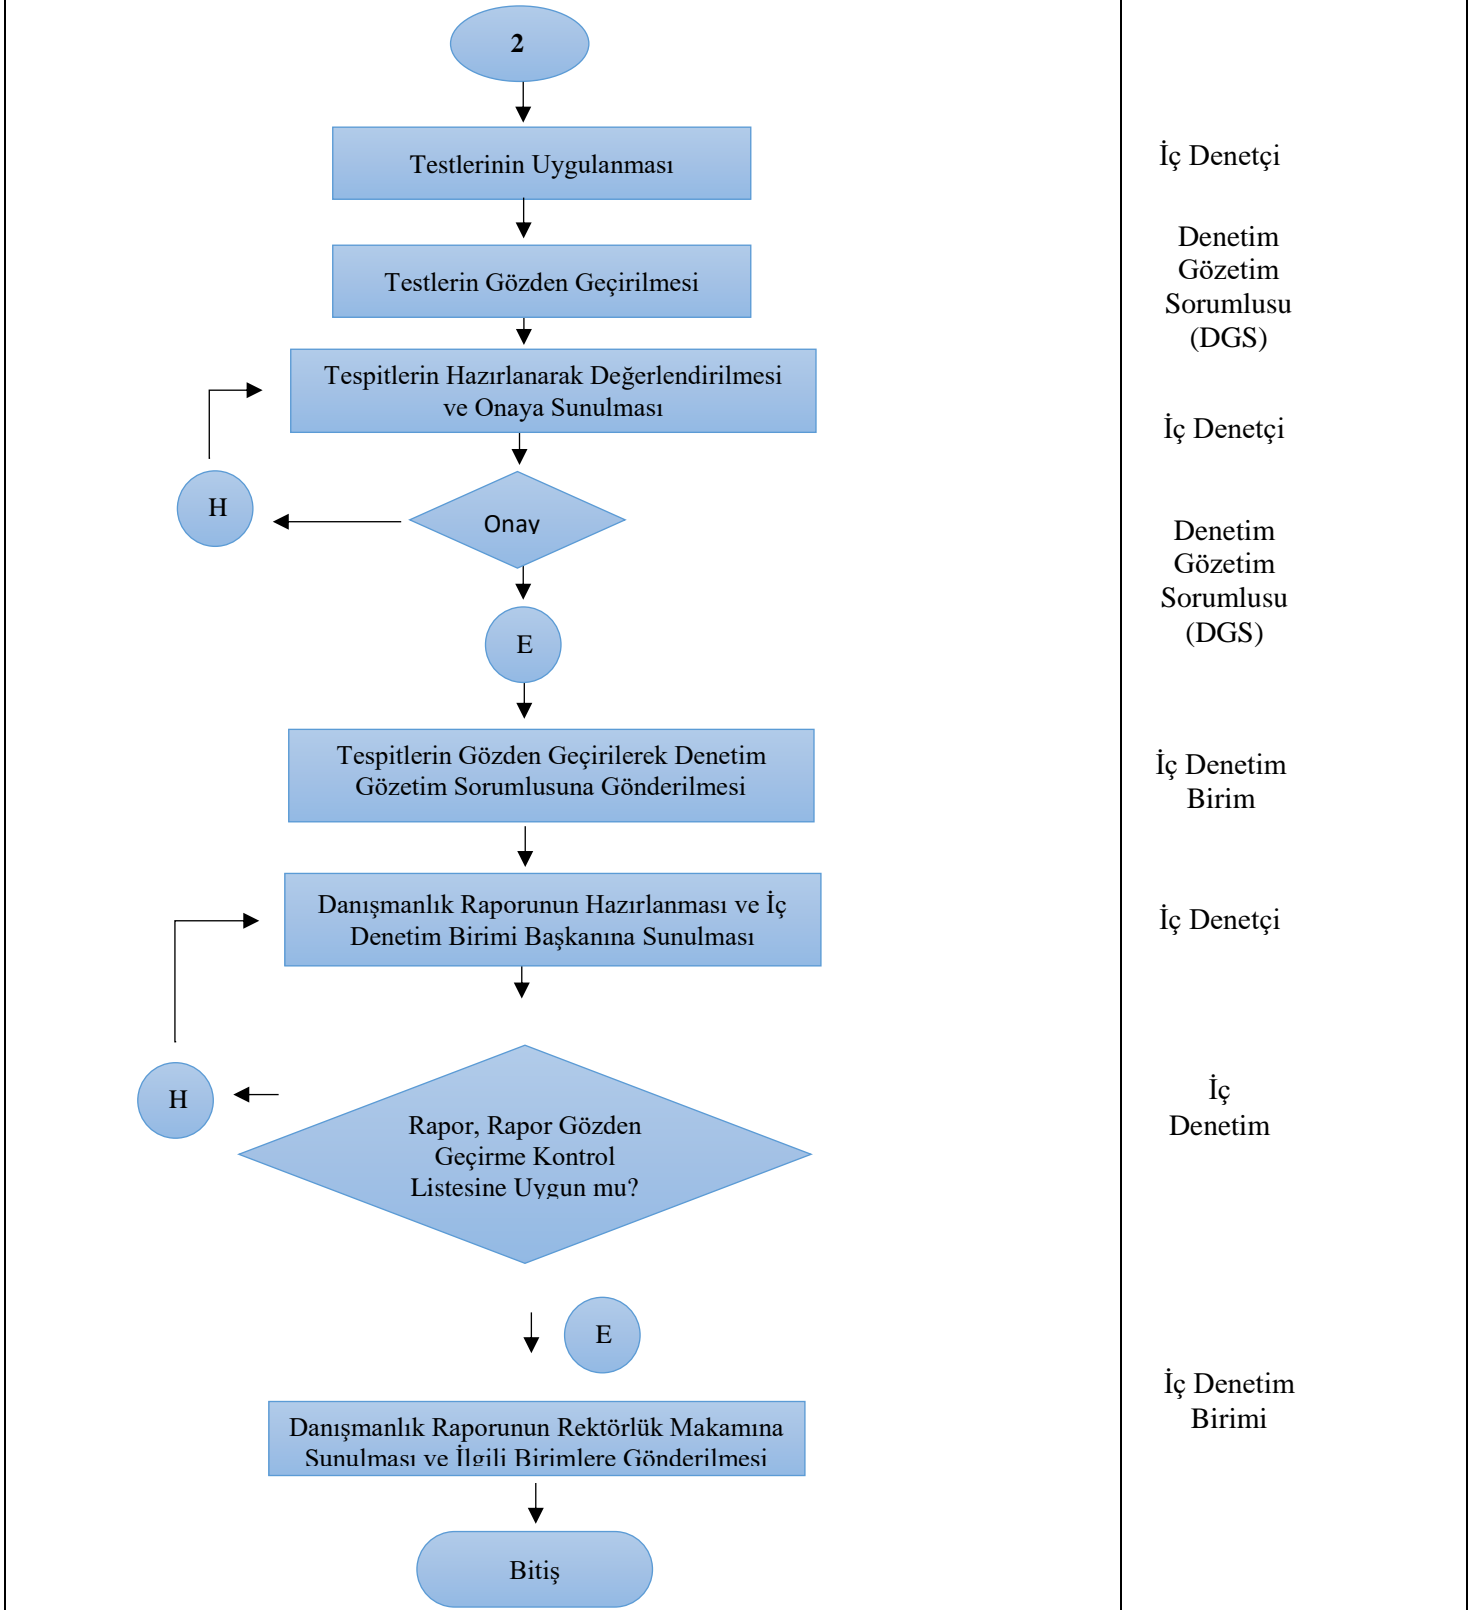 2
Testlerinin Uygulanması
İç Denetçi
Testlerin Gözden Geçirilmesi
Denetim
Gözetim
Sorumlusu
(DGS)
Tespitlerin Hazırlanarak Değerlendirilmesi
ve Onaya Sunulması
İç Denetçi
H
Onay
Denetim
Gözetim
Sorumlusu
(DGS)
E
Tespitlerin Gözden Geçirilerek Denetim
Gözetim Sorumlusuna Gönderilmesi
İç Denetim
Birim
Danışmanlık Raporunun Hazırlanması ve İç
Denetim Birimi Başkanına Sunulması
İç Denetçi
H
Rapor, Rapor Gözden
Geçirme Kontrol
Listesine Uygun mu?
İç
Denetim
E
Danışmanlık Raporunun Rektörlük Makamına
Sunulması ve İlgili Birimlere Gönderilmesi
İç Denetim
Birimi
Bitiş